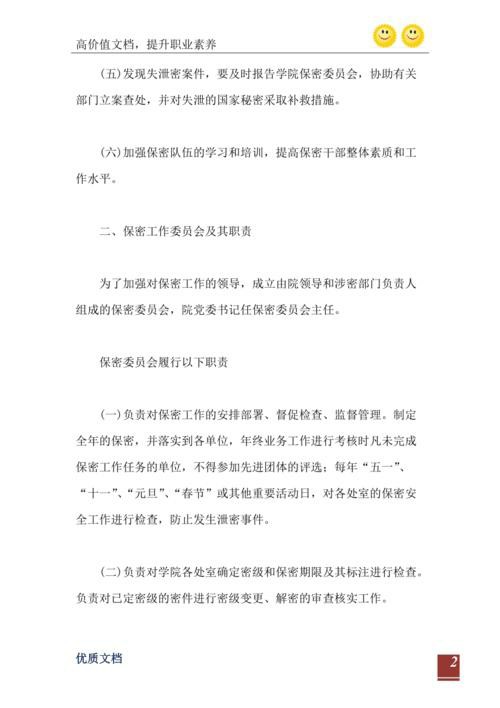 高价值文档，提升职业素养
(五)发现失泄密案件，要及时报告学院保密委员会，协助有关
部门立案查处，并对失泄的国家秘密采取补救措施。
(六)加强保密队伍的学习和培训，提高保密干部整体素质和工
作水平。
二、保密工作委员会及其职责
为了加强对保密工作的领导，成立由院领导和涉密部门负责人
组成的保密委员会，院党委书记任保密委员会主任。
保密委员会履行以下职责
(一)负责对保密工作的安排部署、督促检查、监督管理。制定
全年的保密，并落实到各单位，年终业务工作进行考核时凡未完成
保密工作任务的单位，不得参加先进团体的评选；每年“五一”、
“十一”、“元旦”、“春节”或其他重要活动日，对各处室的保密安
全工作进行检查，防止发生泄密事件。
(二)负责对学院各处室确定密级和保密期限及其标注进行检查。
负责对已定密级的密件进行密级变更、解密的审查核实工作。
优质文档
2